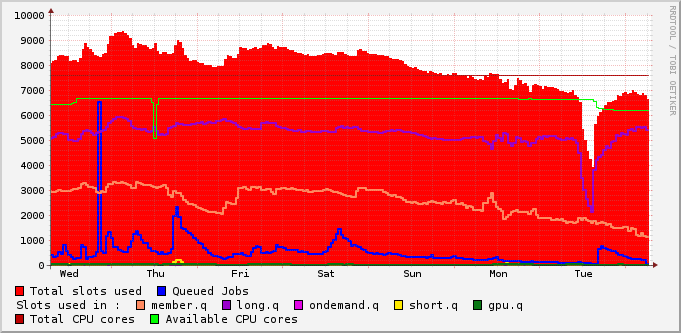 RRDTOOL / TOBI OETIKER
10000
9000
8000
7000
6000
5000
4000
3000
2000
1000
0
Wed Thu Fri Sat Sun Mon Tue
Total slots used Queued Jobs
Slots used in : member.q long.q ondemand.q short.q gpu.q
Total CPU cores Available CPU cores